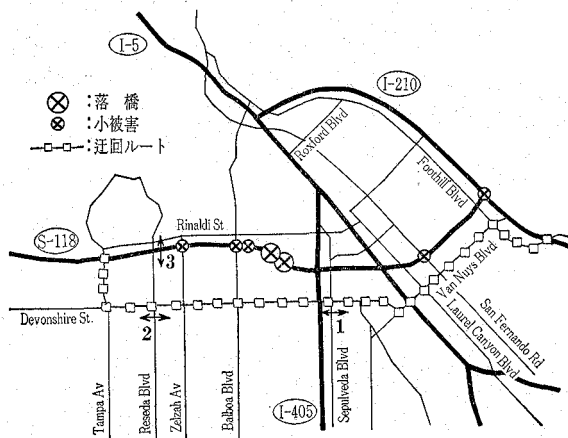 I-5
I-210
:落 橋
:小被害
:迂回ルート
Roxford Blvd
Foothill Blvd
Rinaldi St
S-118
3
Van Nuys Blvd
San Fernando Rd
Laurel Canyon Blvd
Devonshire St.
2
1
Tampa Av
Reseda Blvd
Zelzah Av
Balboa Blvd
I-405
Sepulveda Blvd